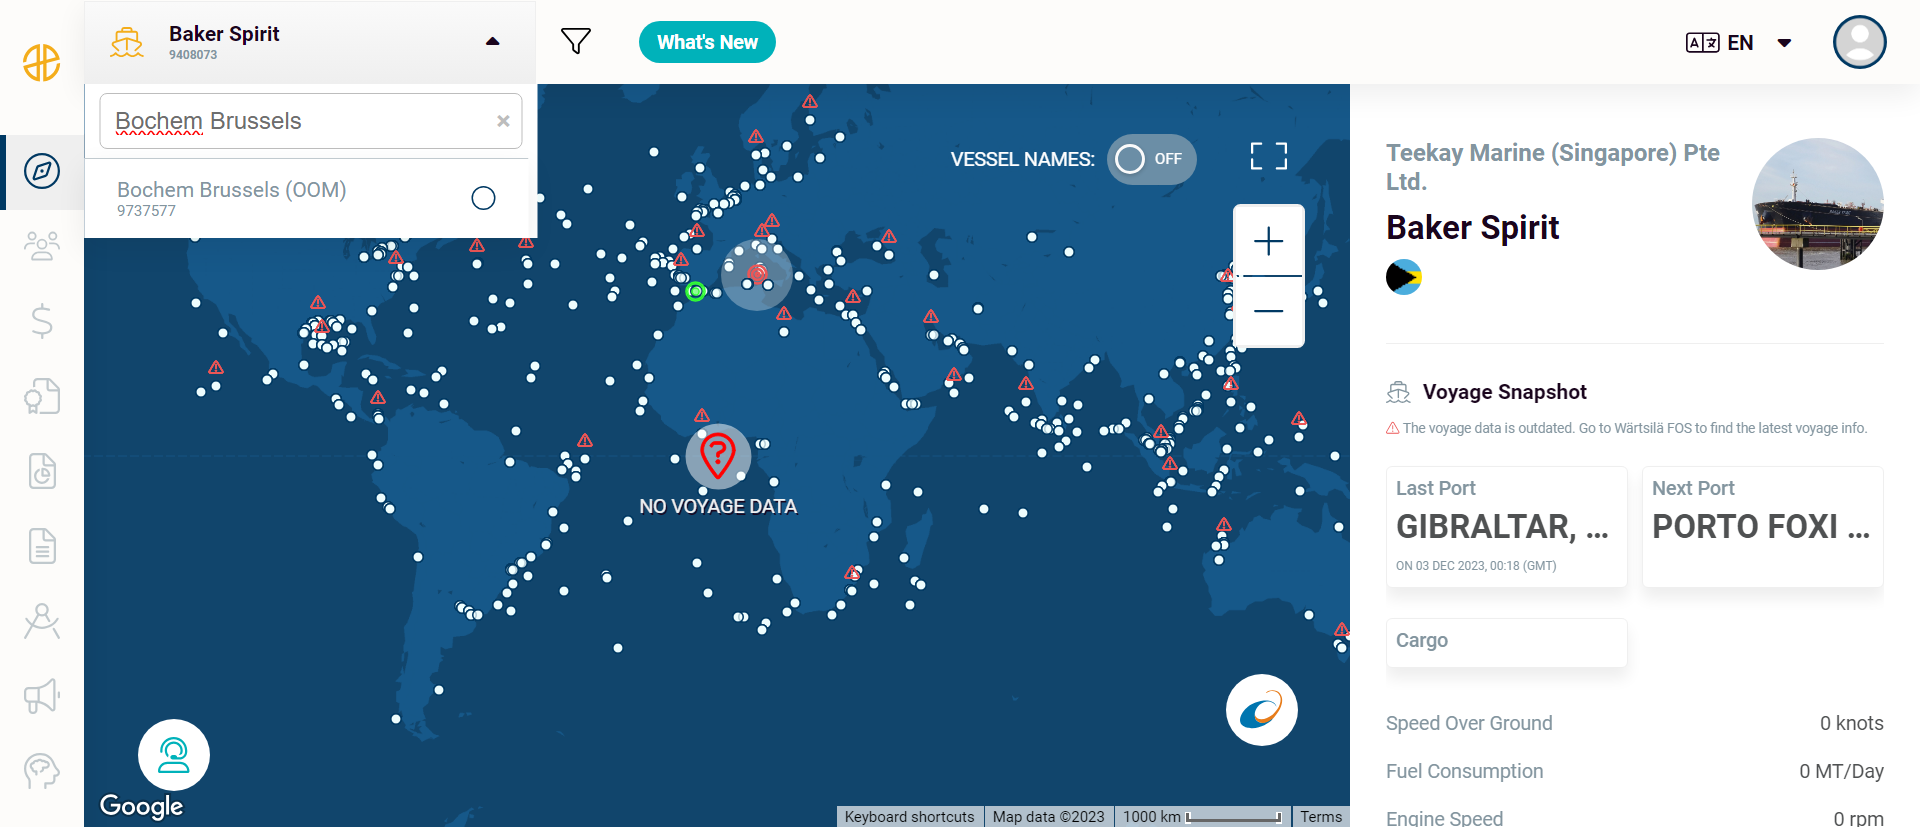 Baker Spirit
9408073
What's New
EN
Bochem Brussels
×
Bochem Brussels (OOM)
9737577
VESSEL NAMES:
OFF
NO VOYAGE DATA
Google
Keyboard shortcuts
Map data ©2023
1000 km
Terms
Teekay Marine (Singapore) Pte
Ltd.
Baker Spirit
Voyage Snapshot
The voyage data is outdated. Go to Wärtsilä FOS to find the latest voyage info.
Last Port
GIBRALTAR, ...
ON 03 DEC 2023, 00:18 (GMT)
Next Port
PORTO FOXI ...
Cargo
Speed Over Ground
0 knots
Fuel Consumption
0 MT/Day
Engine Speed
0 rpm